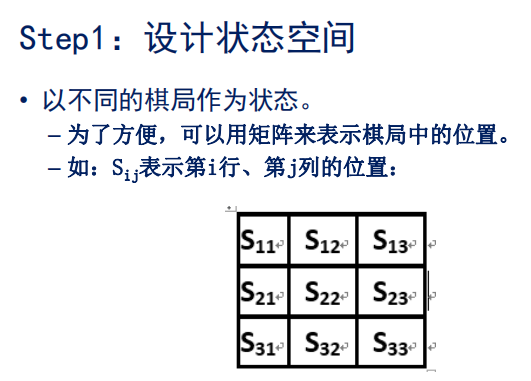 Step1：设计状态空间
• 以不同的棋局作为状态。
– 为了方便，可以用矩阵来表示棋局中的位置。
– 如：Sij表示第i行、第j列的位置：
S11 S12 S13
S21 S22 S23
S31 S32 S33